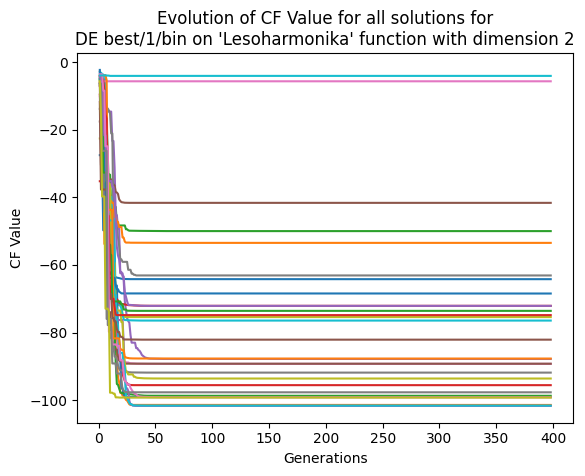 Evolution of CF Value for all solutions for
DE best/1/bin on 'Lesoharmonika' function with dimension 2
CF Value
0
−20
−40
−60
−80
−100
0 50 100 150 200 250 300 350 400
Generations